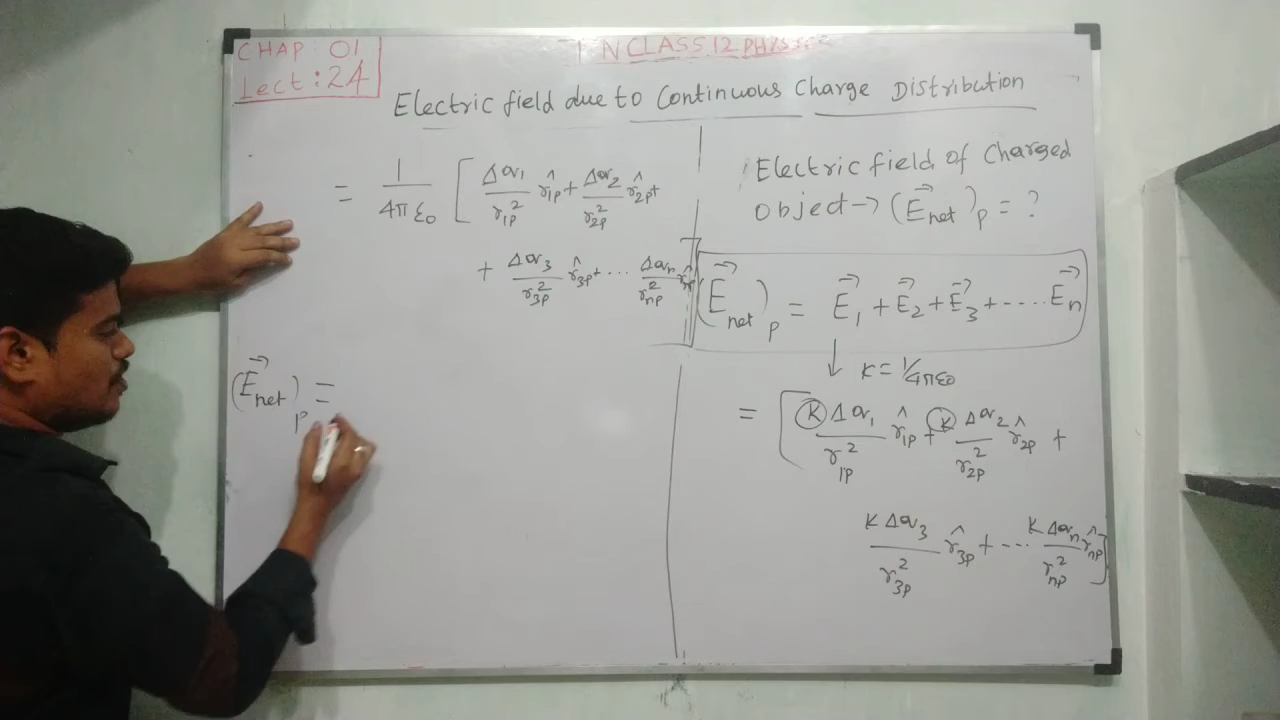 CHAP : 01
Lect : 24
N CLASS 12 PHYSICS
Electric field due to Continuous Charge Distribution
= 1/4πε₀ [ Δq₁/r₁ₚ² r̂₁ₚ + Δq₂/r₂ₚ² r̂₂ₚ +
+ Δq₃/r₃ₚ² r̂₃ₚ + ... Δqₙ/rₙₚ² r̂ₙₚ
(E⃗net)p =
Electric field of Charged
object → (E⃗net)p = ?
(E⃗net)p = E⃗₁ + E⃗₂ + E⃗₃ + .... E⃗n
↓ K = 1/4πε₀
= [ K Δq₁/r₁ₚ² r̂₁ₚ + K Δq₂/r₂ₚ² r̂₂ₚ +
K Δq₃/r₃ₚ² r̂₃ₚ + ... K Δqₙ/rₙₚ² r̂ₙₚ ]